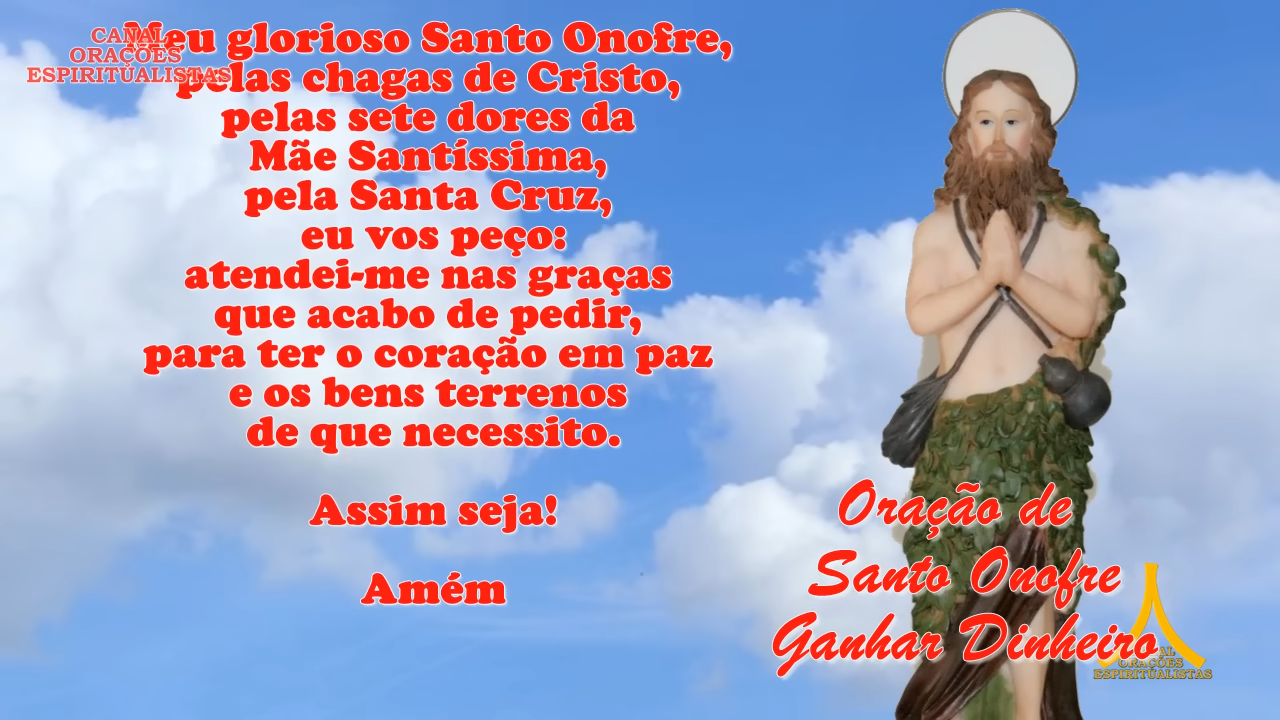 CANAL
ORAÇÕES
ESPIRITUALISTAS
Meu glorioso Santo Onofre,
pelas chagas de Cristo,
pelas sete dores da
Mãe Santíssima,
pela Santa Cruz,
eu vos peço:
atendei-me nas graças
que acabo de pedir,
para ter o coração em paz
e os bens terrenos
de que necessito.
Assim seja!
Amém
Oração de
Santo Onofre
Ganhar Dinheiro
CANAL
ORAÇÕES
ESPIRITUALISTAS